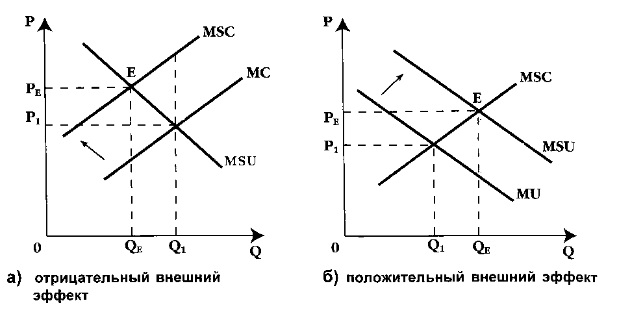 P
MSC
E
MC
P_E
P_1
MSU
0
Q_E
Q_1
Q
а) отрицательный внешний
эффект
P
MSC
E
P_E
P_1
MSU
MU
0
Q_1
Q_E
Q
б) положительный внешний эффект